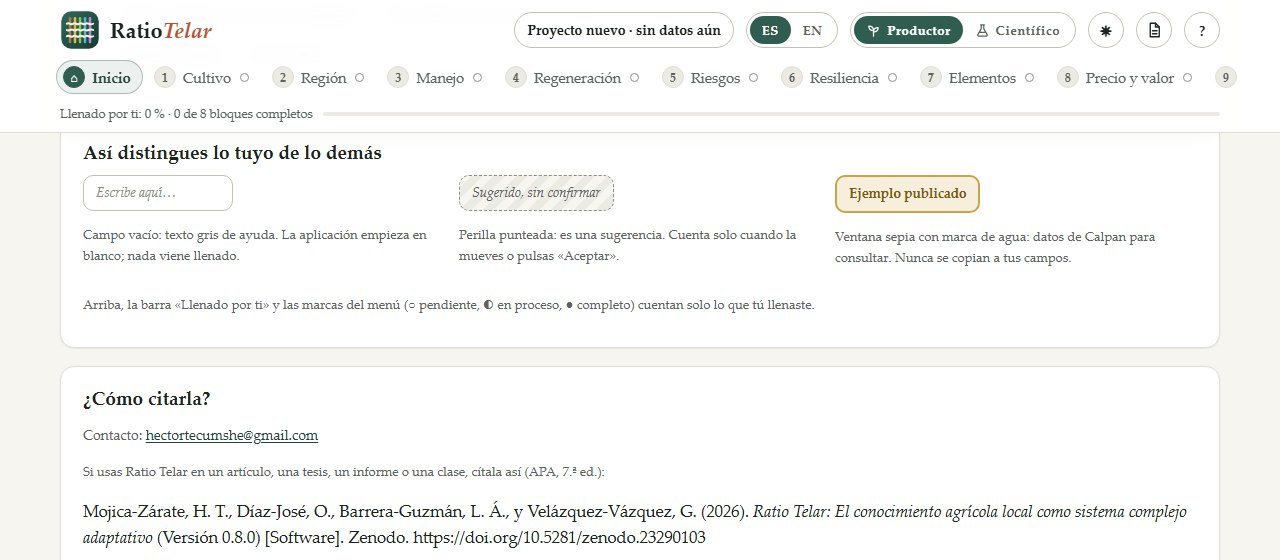 RatioTelar
Proyecto nuevo · sin datos aún
ES EN
Productor Científico
?
Inicio
1 Cultivo
2 Región
3 Manejo
4 Regeneración
5 Riesgos
6 Resiliencia
7 Elementos
8 Precio y valor
9
Llenado por ti: 0 % · 0 de 8 bloques completos
Así distingues lo tuyo de lo demás
Escribe aquí…
Campo vacío: texto gris de ayuda. La aplicación empieza en
blanco; nada viene llenado.
Sugerido, sin confirmar
Perilla punteada: es una sugerencia. Cuenta solo cuando la
mueves o pulsas «Aceptar».
Ejemplo publicado
Ventana sepia con marca de agua: datos de Calpan para
consultar. Nunca se copian a tus campos.
Arriba, la barra «Llenado por ti» y las marcas del menú (○ pendiente, ◐ en proceso, ● completo) cuentan solo lo que tú llenaste.
¿Cómo citarla?
Contacto: hectortecumshe@gmail.com
Si usas Ratio Telar en un artículo, una tesis, un informe o una clase, cítala así (APA, 7.ª ed.):
Mojica-Zárate, H. T., Díaz-José, O., Barrera-Guzmán, L. Á., y Velázquez-Vázquez, G. (2026). Ratio Telar: El conocimiento agrícola local como sistema complejo
adaptativo (Versión 0.8.0) [Software]. Zenodo. https://doi.org/10.5281/zenodo.23290103